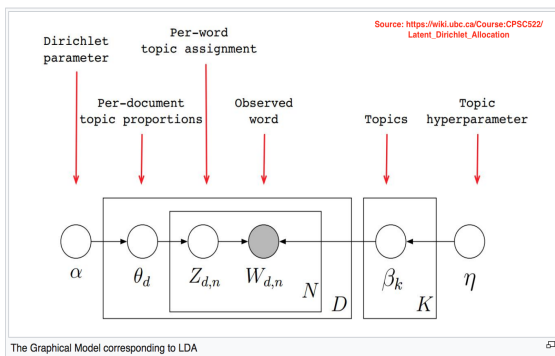 Source: https://wiki.ubc.ca/Course:CPSC522/
Latent_Dirichlet_Allocation
Dirichlet
parameter
Per-word
topic assignment
Per-document
topic proportions
Observed
word
Topics
Topic
hyperparameter
α
θd
Zd,n
Wd,n
N
D
βk
K
η
The Graphical Model corresponding to LDA